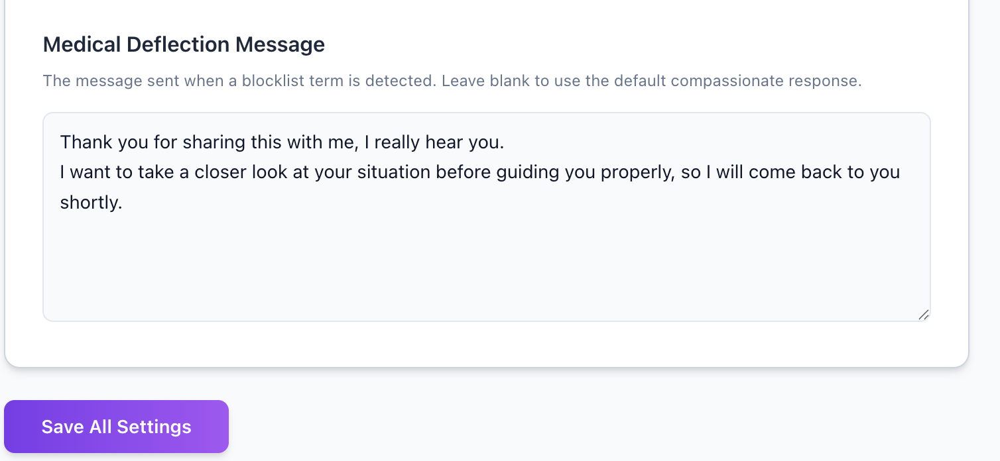 Medical Deflection Message
The message sent when a blocklist term is detected. Leave blank to use the default compassionate response.
Thank you for sharing this with me, I really hear you.
I want to take a closer look at your situation before guiding you properly, so I will come back to you
shortly.
Save All Settings